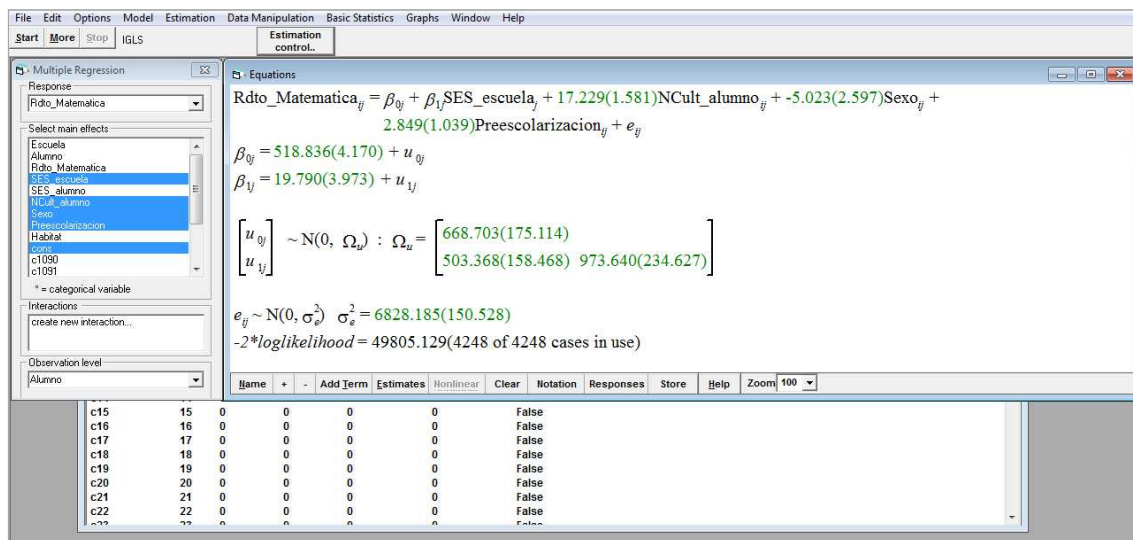 File Edit Options Model Estimation Data Manipulation Basic Statistics Graphs Window Help
Start More Stop IGLS Estimation control..
Multiple Regression
Response
Rdto_Matematica
Select main effects
Escuela
Alumno
Rdto_Matematica
SES_escuela
SES_alumno
NCult_alumno
Sexo
Preescolarizacion
Habitat
cons
c1090
c1091
* = categorical variable
Interactions
create new interaction...
Observation level
Alumno
Equations
Rdto_Matematica_ij = β_0j + β_1jSES_escuela_j + 17.229(1.581)NCult_alumno_ij + -5.023(2.597)Sexo_ij +
2.849(1.039)Preescolarizacion_ij + e_ij
β_0j = 518.836(4.170) + u_0j
β_1j = 19.790(3.973) + u_1j
[u_0j] ~ N(0, Ω_u) : Ω_u = [668.703(175.114)
[u_1j] 503.368(158.468) 973.640(234.627)]
e_ij ~ N(0, σ²_e) σ²_e = 6828.185(150.528)
-2*loglikelihood = 49805.129(4248 of 4248 cases in use)
Name + - Add Term Estimates Nonlinear Clear Notation Responses Store Help Zoom 100
c15 15 0 0 0 0 False
c16 16 0 0 0 0 False
c17 17 0 0 0 0 False
c18 18 0 0 0 0 False
c19 19 0 0 0 0 False
c20 20 0 0 0 0 False
c21 21 0 0 0 0 False
c22 22 0 0 0 0 False